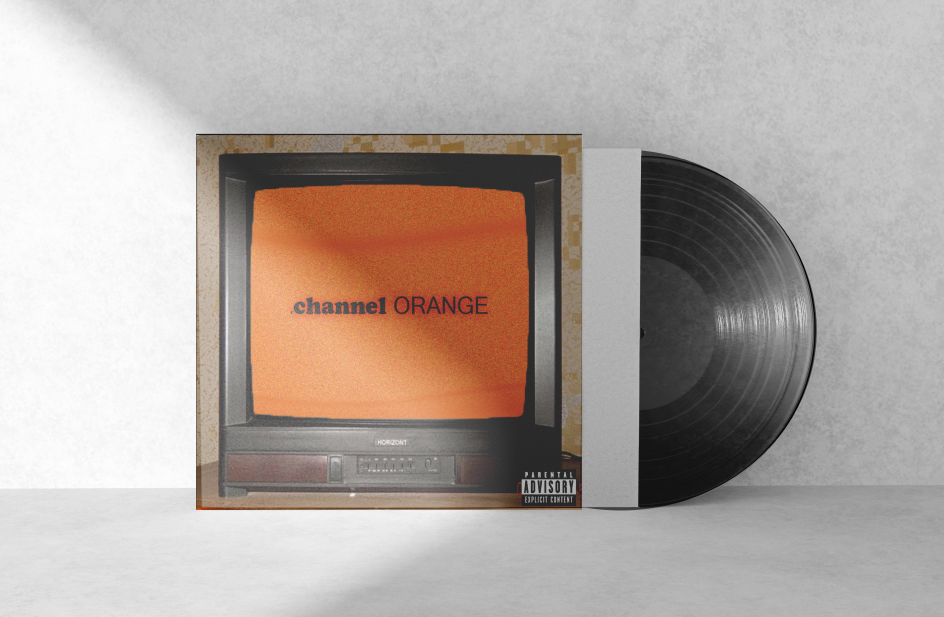 channel ORANGE
HORIZONT
PARENTAL
ADVISORY
EXPLICIT CONTENT